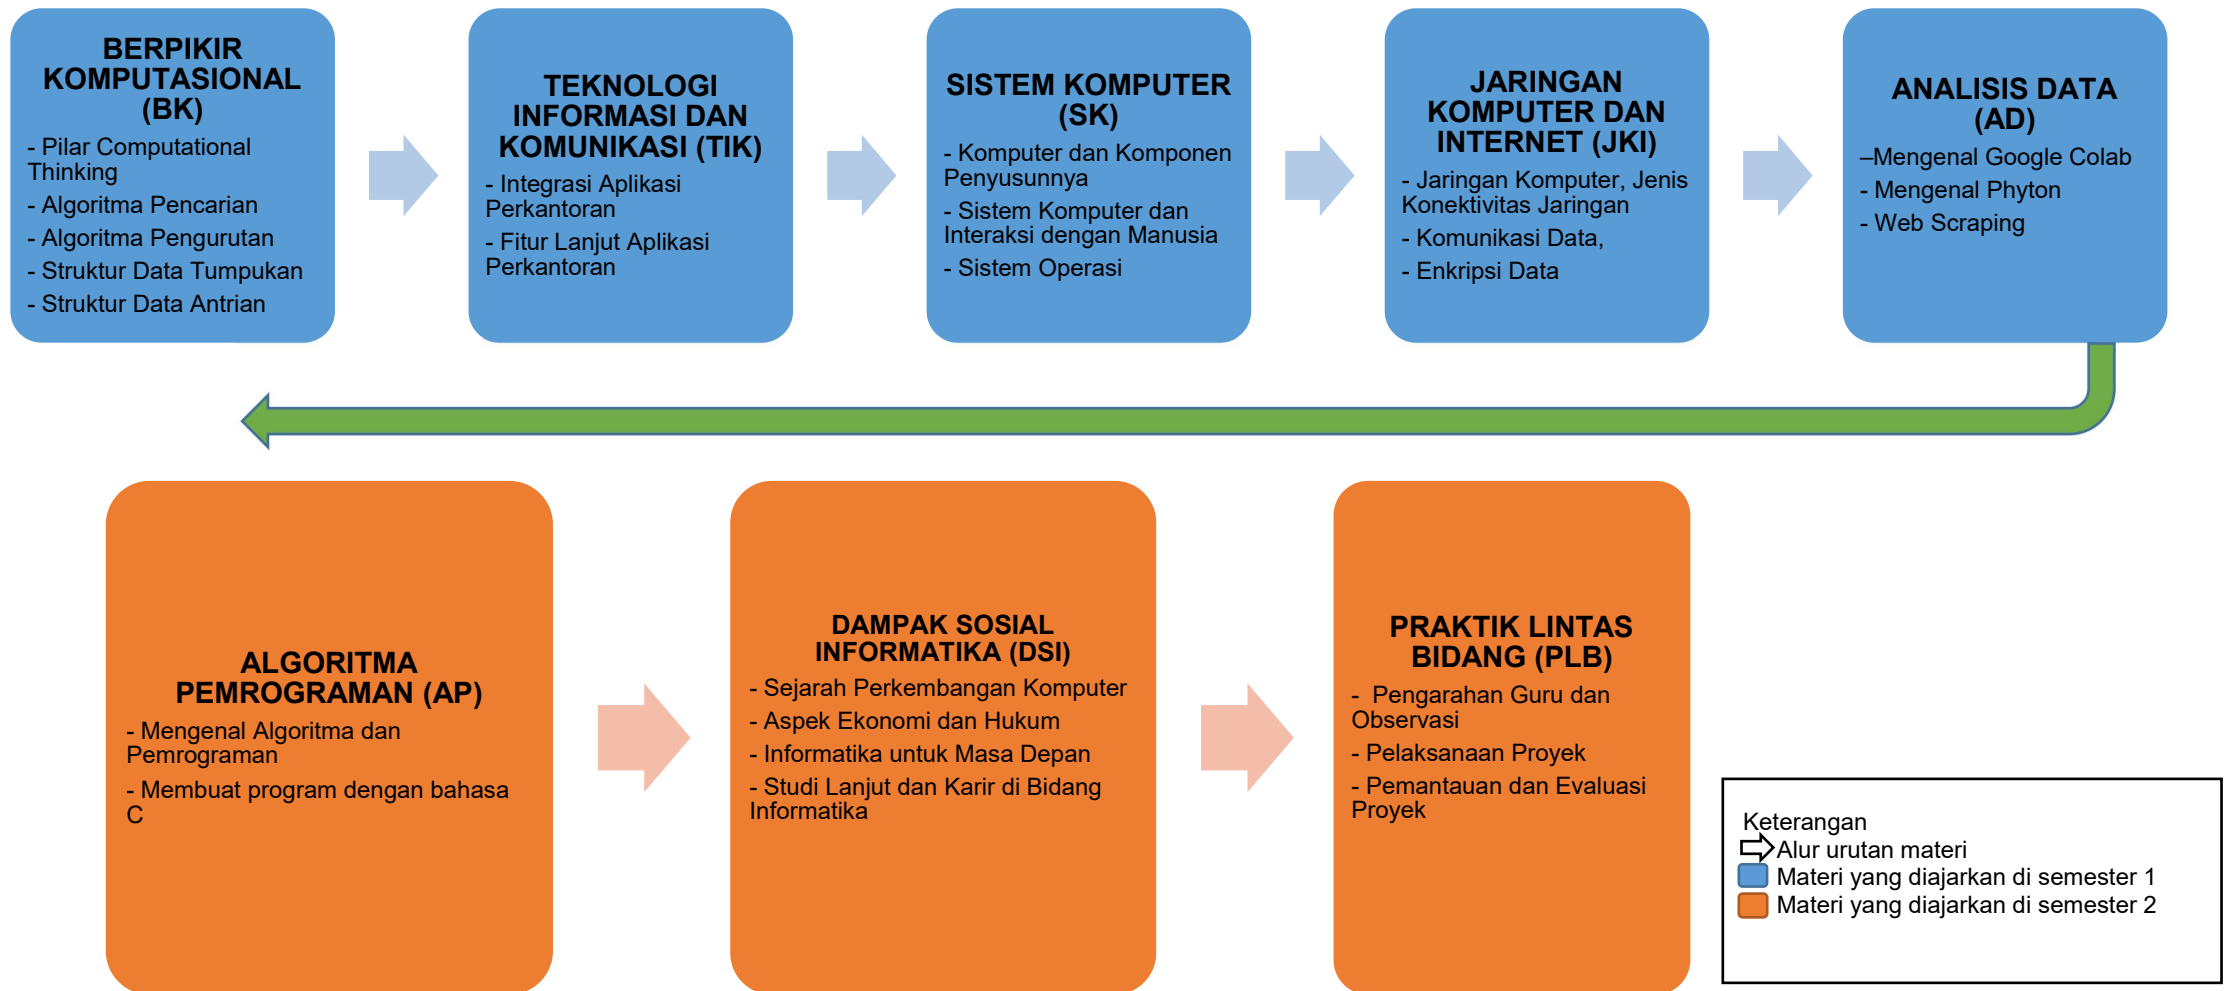 BERPIKIR
KOMPUTASIONAL
(BK)
- Pilar Computational
Thinking
- Algoritma Pencarian
- Algoritma Pengurutan
- Struktur Data Tumpukan
- Struktur Data Antrian
TEKNOLOGI
INFORMASI DAN
KOMUNIKASI (TIK)
- Integrasi Aplikasi
Perkantoran
- Fitur Lanjut Aplikasi
Perkantoran
SISTEM KOMPUTER
(SK)
- Komputer dan Komponen
Penyusunnya
- Sistem Komputer dan
Interaksi dengan Manusia
- Sistem Operasi
JARINGAN
KOMPUTER DAN
INTERNET (JKI)
- Jaringan Komputer, Jenis
Konektivitas Jaringan
- Komunikasi Data,
- Enkripsi Data
ANALISIS DATA
(AD)
–Mengenal Google Colab
- Mengenal Phyton
- Web Scraping
ALGORITMA
PEMROGRAMAN (AP)
- Mengenal Algoritma dan
Pemrograman
- Membuat program dengan bahasa
C
DAMPAK SOSIAL
INFORMATIKA (DSI)
- Sejarah Perkembangan Komputer
- Aspek Ekonomi dan Hukum
- Informatika untuk Masa Depan
- Studi Lanjut dan Karir di Bidang
Informatika
PRAKTIK LINTAS
BIDANG (PLB)
- Pengarahan Guru dan
Observasi
- Pelaksanaan Proyek
- Pemantauan dan Evaluasi
Proyek
Keterangan
Alur urutan materi
Materi yang diajarkan di semester 1
Materi yang diajarkan di semester 2